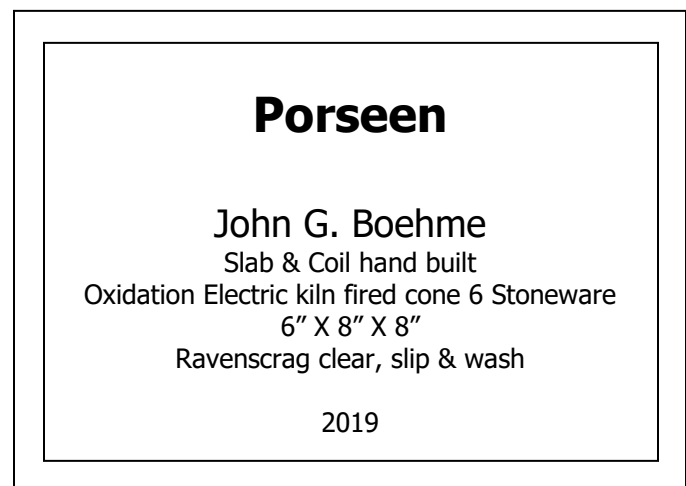 Porseen
John G. Boehme
Slab & Coil hand built
Oxidation Electric kiln fired cone 6 Stoneware
6” X 8” X 8”
Ravenscrag clear, slip & wash
2019